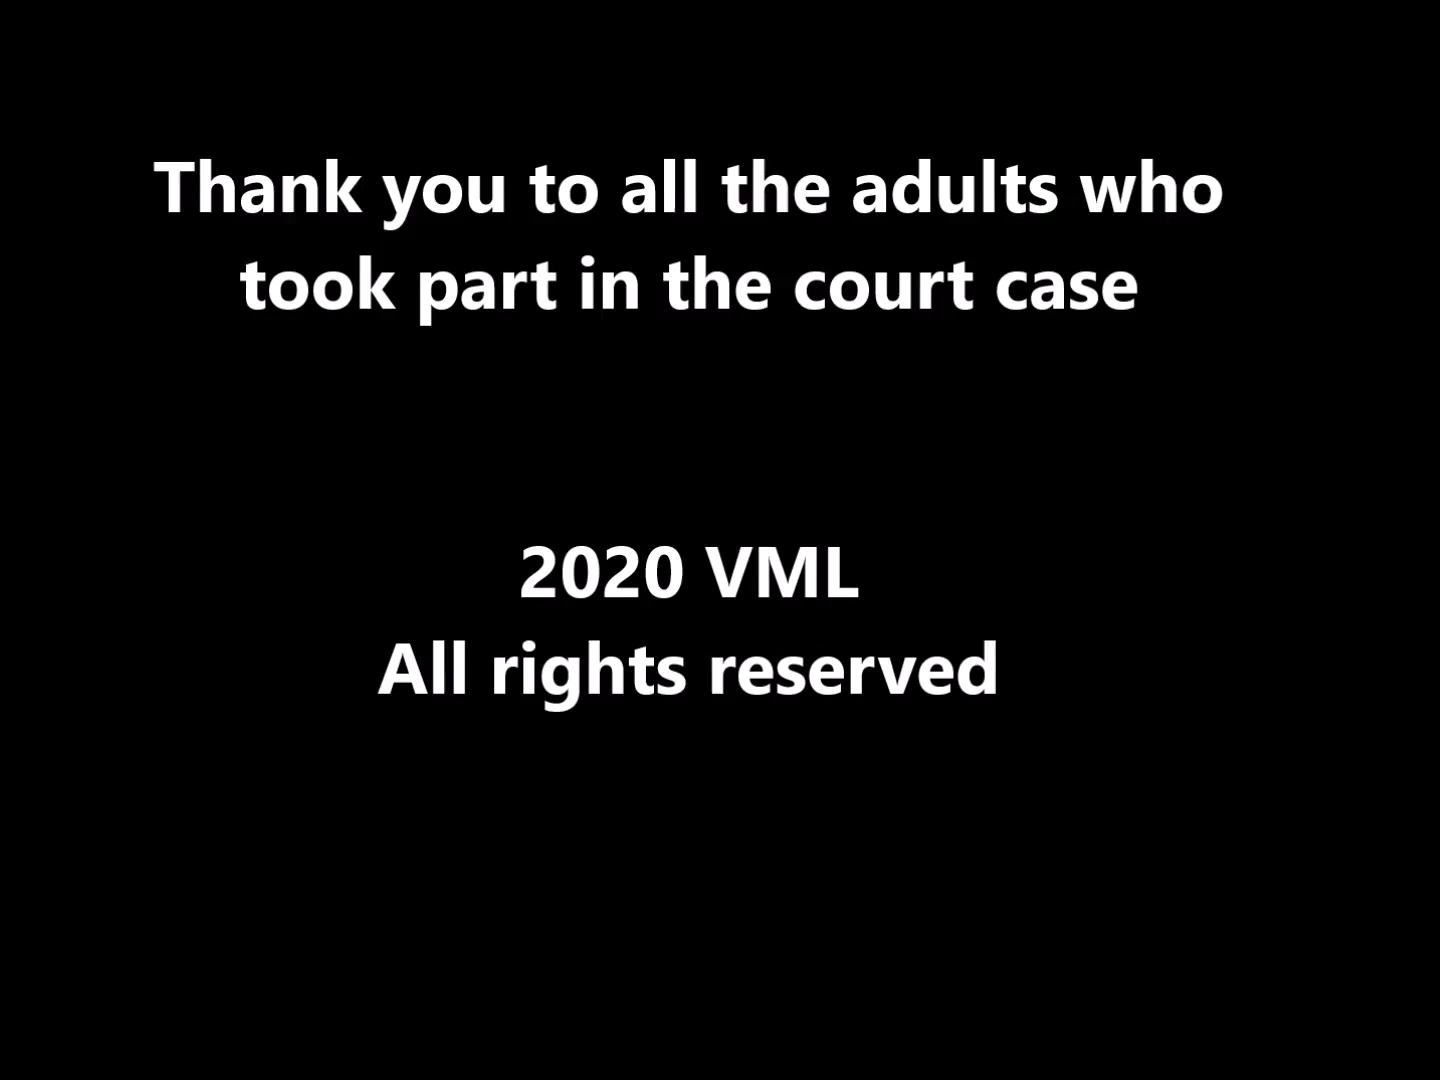 Thank you to all the adults who
took part in the court case
2020 VML
All rights reserved